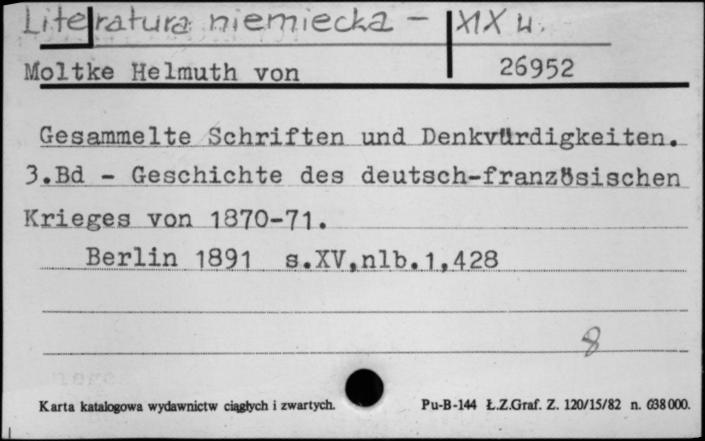 Literatura niemiecka - XIX w.
Moltke Helmuth von 26952
Gesammelte Schriften und Denkvürdigkeiten.
3.Bd - Geschichte des deutsch-französischen
Krieges von 1870-71.
Berlin 1891 s.XV,nlb.1,428
8
Karta katalogowa wydawnictw ciągłych i zwartych. Pu-B-144 Ł.Z.Graf. Z. 120/15/82 n. 638000.